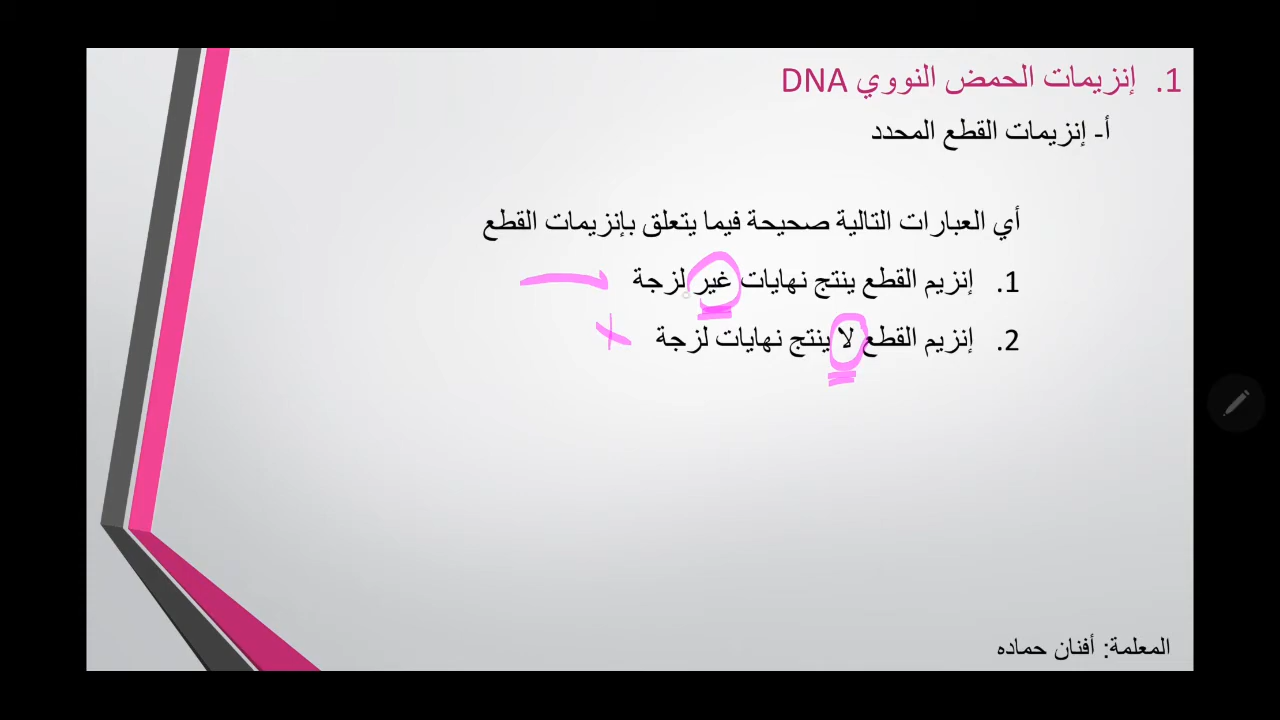 1. إنزيمات الحمض النووي DNA
أ- إنزيمات القطع المحدد
أي العبارات التالية صحيحة فيما يتعلق بإنزيمات القطع
1. إنزيم القطع ينتج نهايات غير لزجة
2. إنزيم القطع لا ينتج نهايات لزجة
المعلمة: أفنان حماده